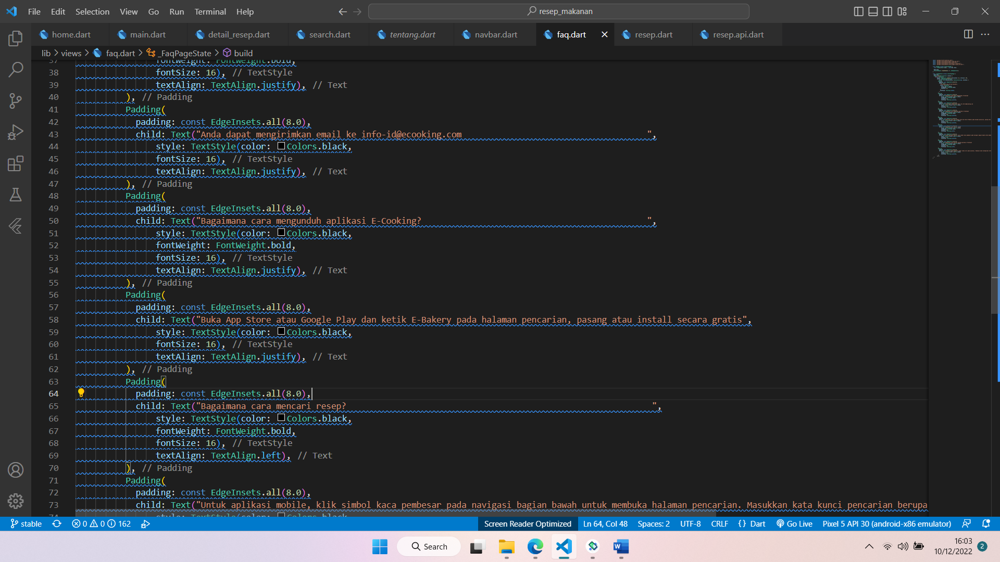 File Edit Selection View Go Run Terminal Help
resep_makanan
home.dart main.dart detail_resep.dart search.dart tentang.dart navbar.dart faq.dart resep.dart resep.api.dart
lib > views > faq.dart > _FaqPageState > build
37 fontWeight: FontWeight.bold,
38 fontSize: 16), // TextStyle
39 textAlign: TextAlign.justify), // Text
40 ), // Padding
41 Padding(
42 padding: const EdgeInsets.all(8.0),
43 child: Text("Anda dapat mengirimkan email ke info-id@ecooking.com ",
44 style: TextStyle(color: Colors.black,
45 fontSize: 16), // TextStyle
46 textAlign: TextAlign.justify), // Text
47 ), // Padding
48 Padding(
49 padding: const EdgeInsets.all(8.0),
50 child: Text("Bagaimana cara mengunduh aplikasi E-Cooking? ",
51 style: TextStyle(color: Colors.black,
52 fontWeight: FontWeight.bold,
53 fontSize: 16), // TextStyle
54 textAlign: TextAlign.justify), // Text
55 ), // Padding
56 Padding(
57 padding: const EdgeInsets.all(8.0),
58 child: Text("Buka App Store atau Google Play dan ketik E-Bakery pada halaman pencarian, pasang atau install secara gratis",
59 style: TextStyle(color: Colors.black,
60 fontSize: 16), // TextStyle
61 textAlign: TextAlign.justify), // Text
62 ), // Padding
63 Padding(
64 padding: const EdgeInsets.all(8.0),
65 child: Text("Bagaimana cara mencari resep? ",
66 style: TextStyle(color: Colors.black,
67 fontWeight: FontWeight.bold,
68 fontSize: 16), // TextStyle
69 textAlign: TextAlign.left), // Text
70 ), // Padding
71 Padding(
72 padding: const EdgeInsets.all(8.0),
73 child: Text("Untuk aplikasi mobile, klik simbol kaca pembesar pada navigasi bagian bawah untuk membuka halaman pencarian. Masukkan kata kunci pencarian berupa
74 style: TextStyle(color: Colors.black,
stable 0 0 162 Screen Reader Optimized Ln 64, Col 48 Spaces: 2 UTF-8 CRLF {} Dart Go Live Pixel 5 API 30 (android-x86 emulator)
Search
16:03
10/12/2022 2